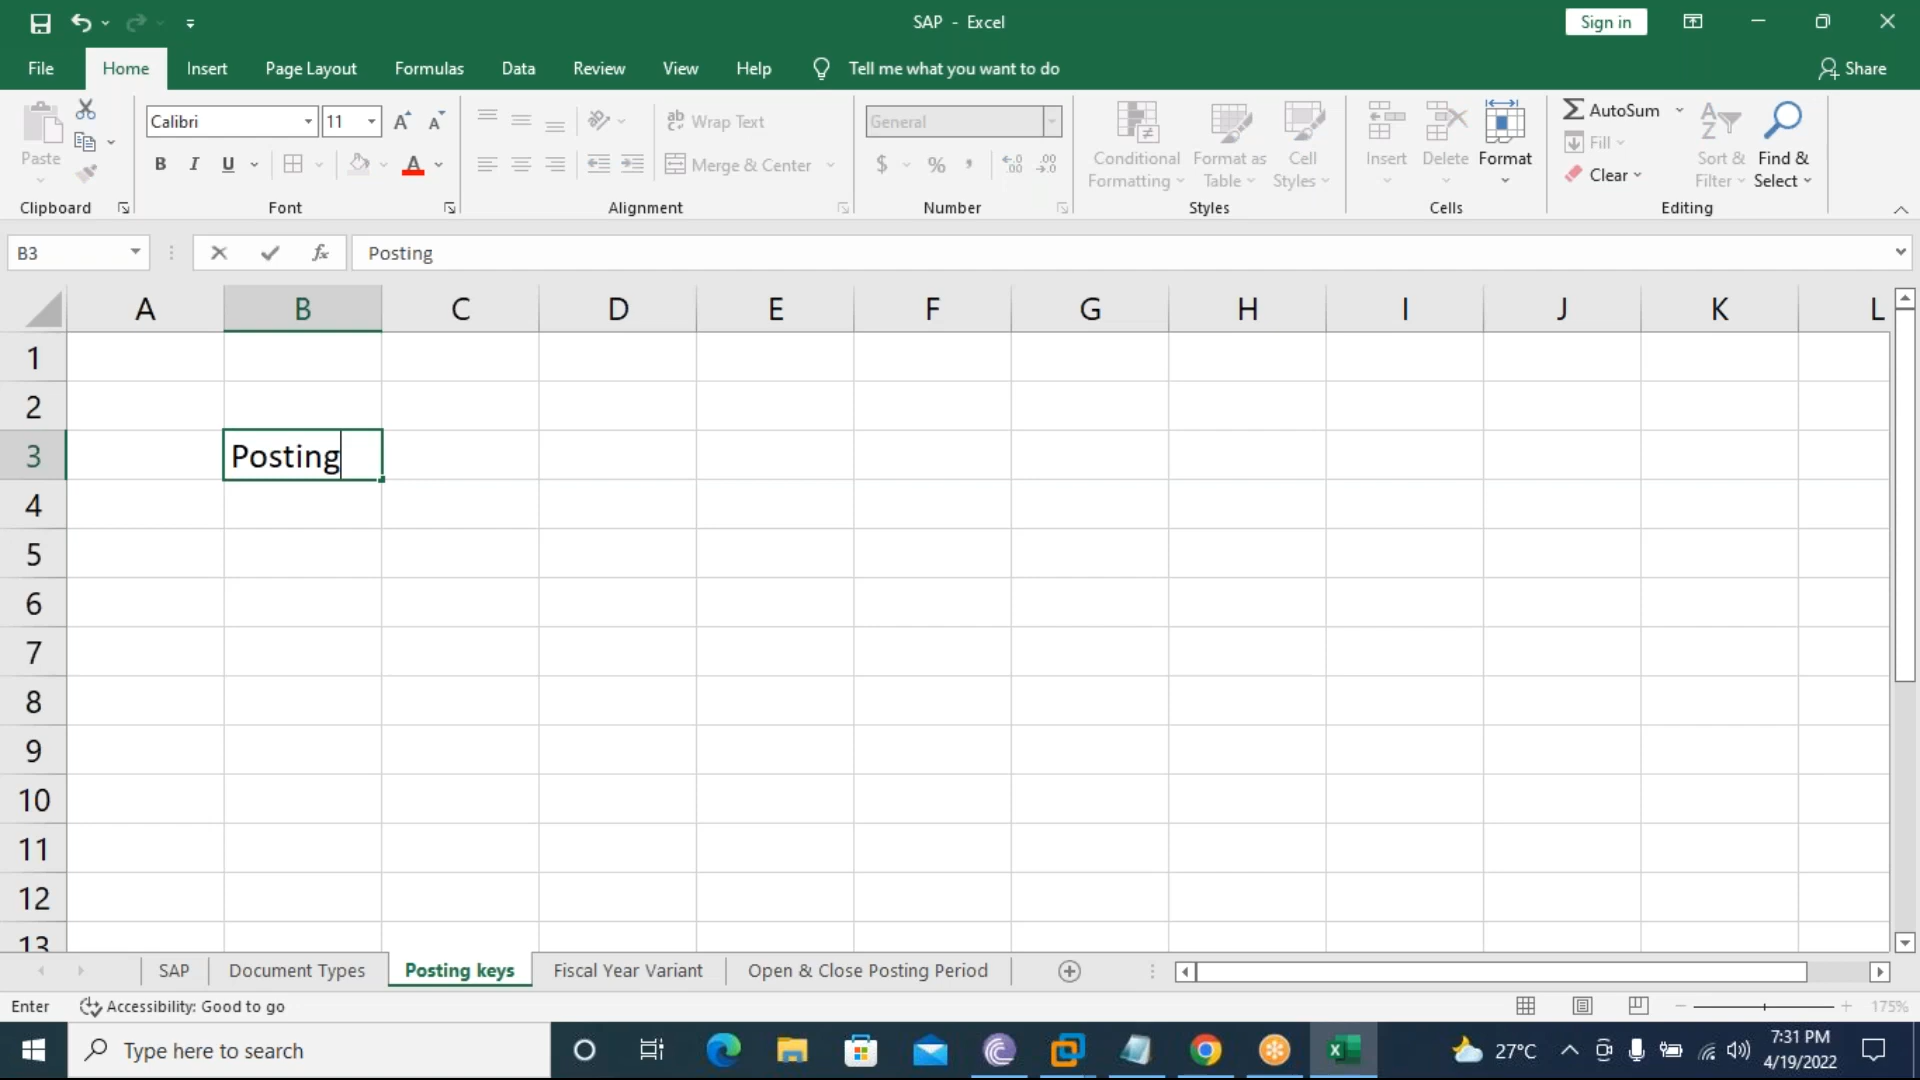 SAP - Excel
Sign in
File Home Insert Page Layout Formulas Data Review View Help Tell me what you want to do Share
Calibri 11 Wrap Text General AutoSum
Paste Conditional Format as Cell Insert Delete Format Fill Sort & Find &
B I U A Merge & Center $ % , Formatting Table Styles Clear Filter Select
Clipboard Font Alignment Number Styles Cells Editing
B3 fx Posting
A B C D E F G H I J K L
1
2
3 Posting
4
5
6
7
8
9
10
11
12
13
SAP Document Types Posting keys Fiscal Year Variant Open & Close Posting Period
Enter Accessibility: Good to go 175%
Type here to search 27°C 7:31 PM
4/19/2022